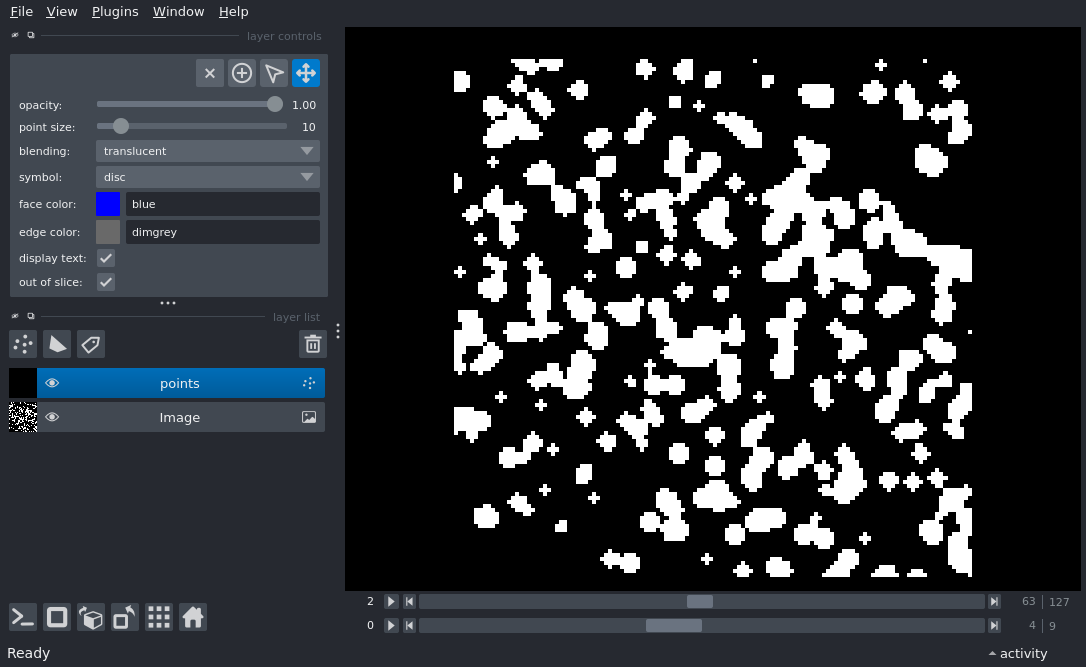 File View Plugins Window Help
layer controls
opacity: 1.00
point size: 10
blending: translucent
symbol: disc
face color: blue
edge color: dimgrey
display text:
out of slice:
layer list
points
Image
2 63 127
0 4 9
Ready activity